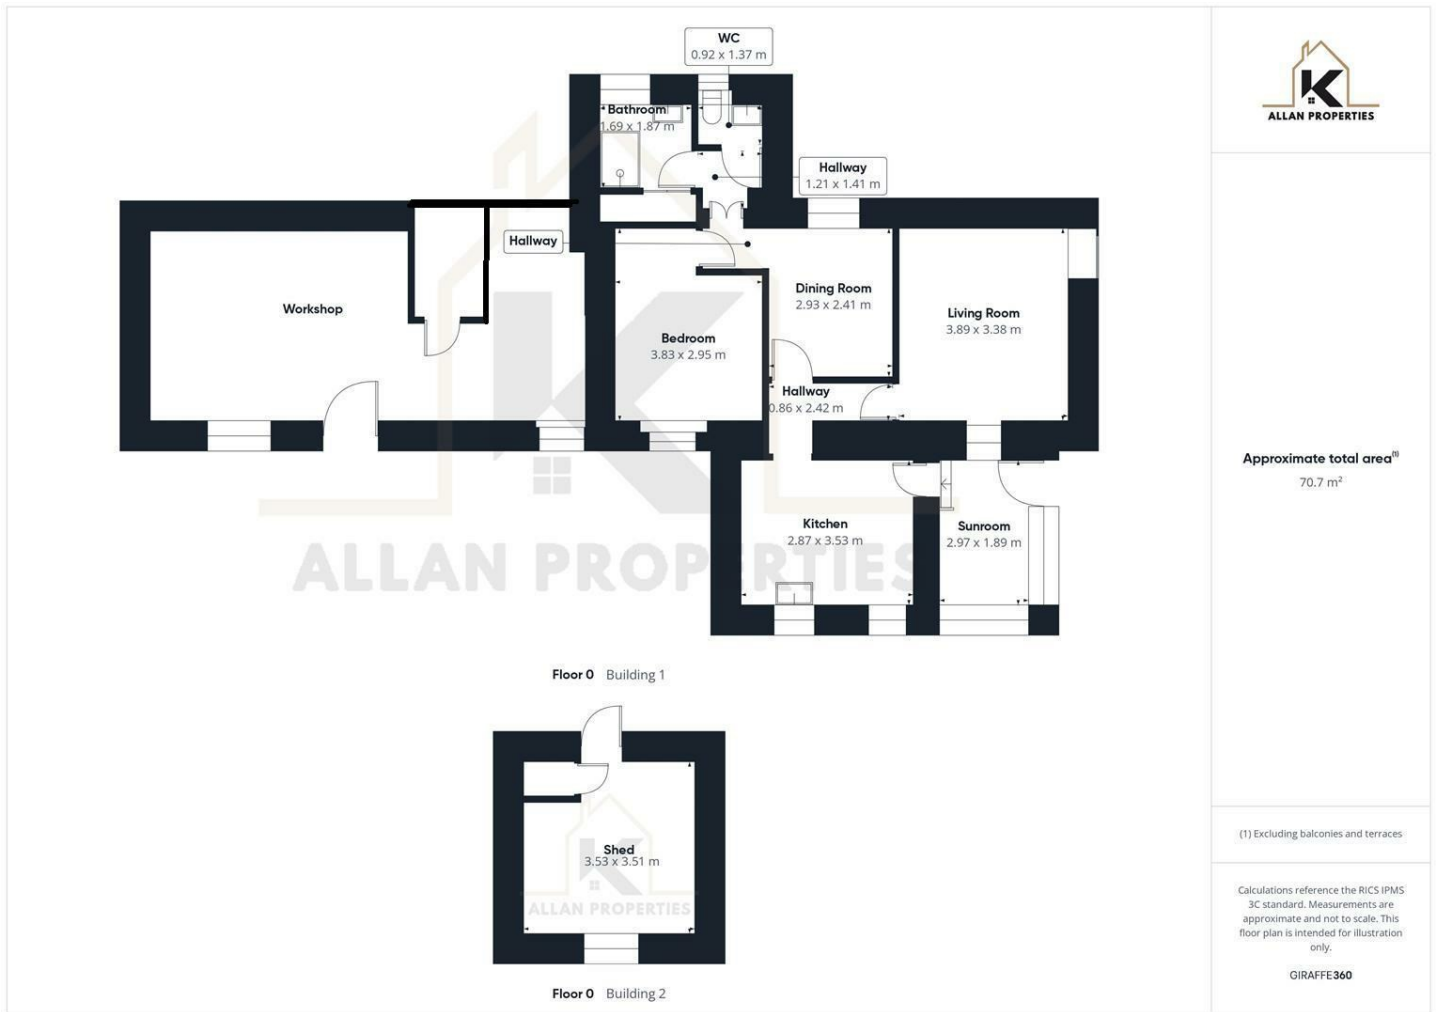 WC
0.92 x 1.37 m
Bathroom
1.69 x 1.87 m
Hallway
1.21 x 1.41 m
Hallway
Workshop
Dining Room
2.93 x 2.41 m
Living Room
3.89 x 3.38 m
Bedroom
3.83 x 2.95 m
Hallway
0.86 x 2.42 m
Kitchen
2.87 x 3.53 m
Sunroom
2.97 x 1.89 m
ALLAN PROPERTIES
Floor 0 Building 1
Shed
3.53 x 3.51 m
ALLAN PROPERTIES
Floor 0 Building 2
K
ALLAN PROPERTIES
Approximate total area(1)
70.7 m²
(1) Excluding balconies and terraces
Calculations reference the RICS IPMS
3C standard. Measurements are
approximate and not to scale. This
floor plan is intended for illustration
only.
GIRAFFE360